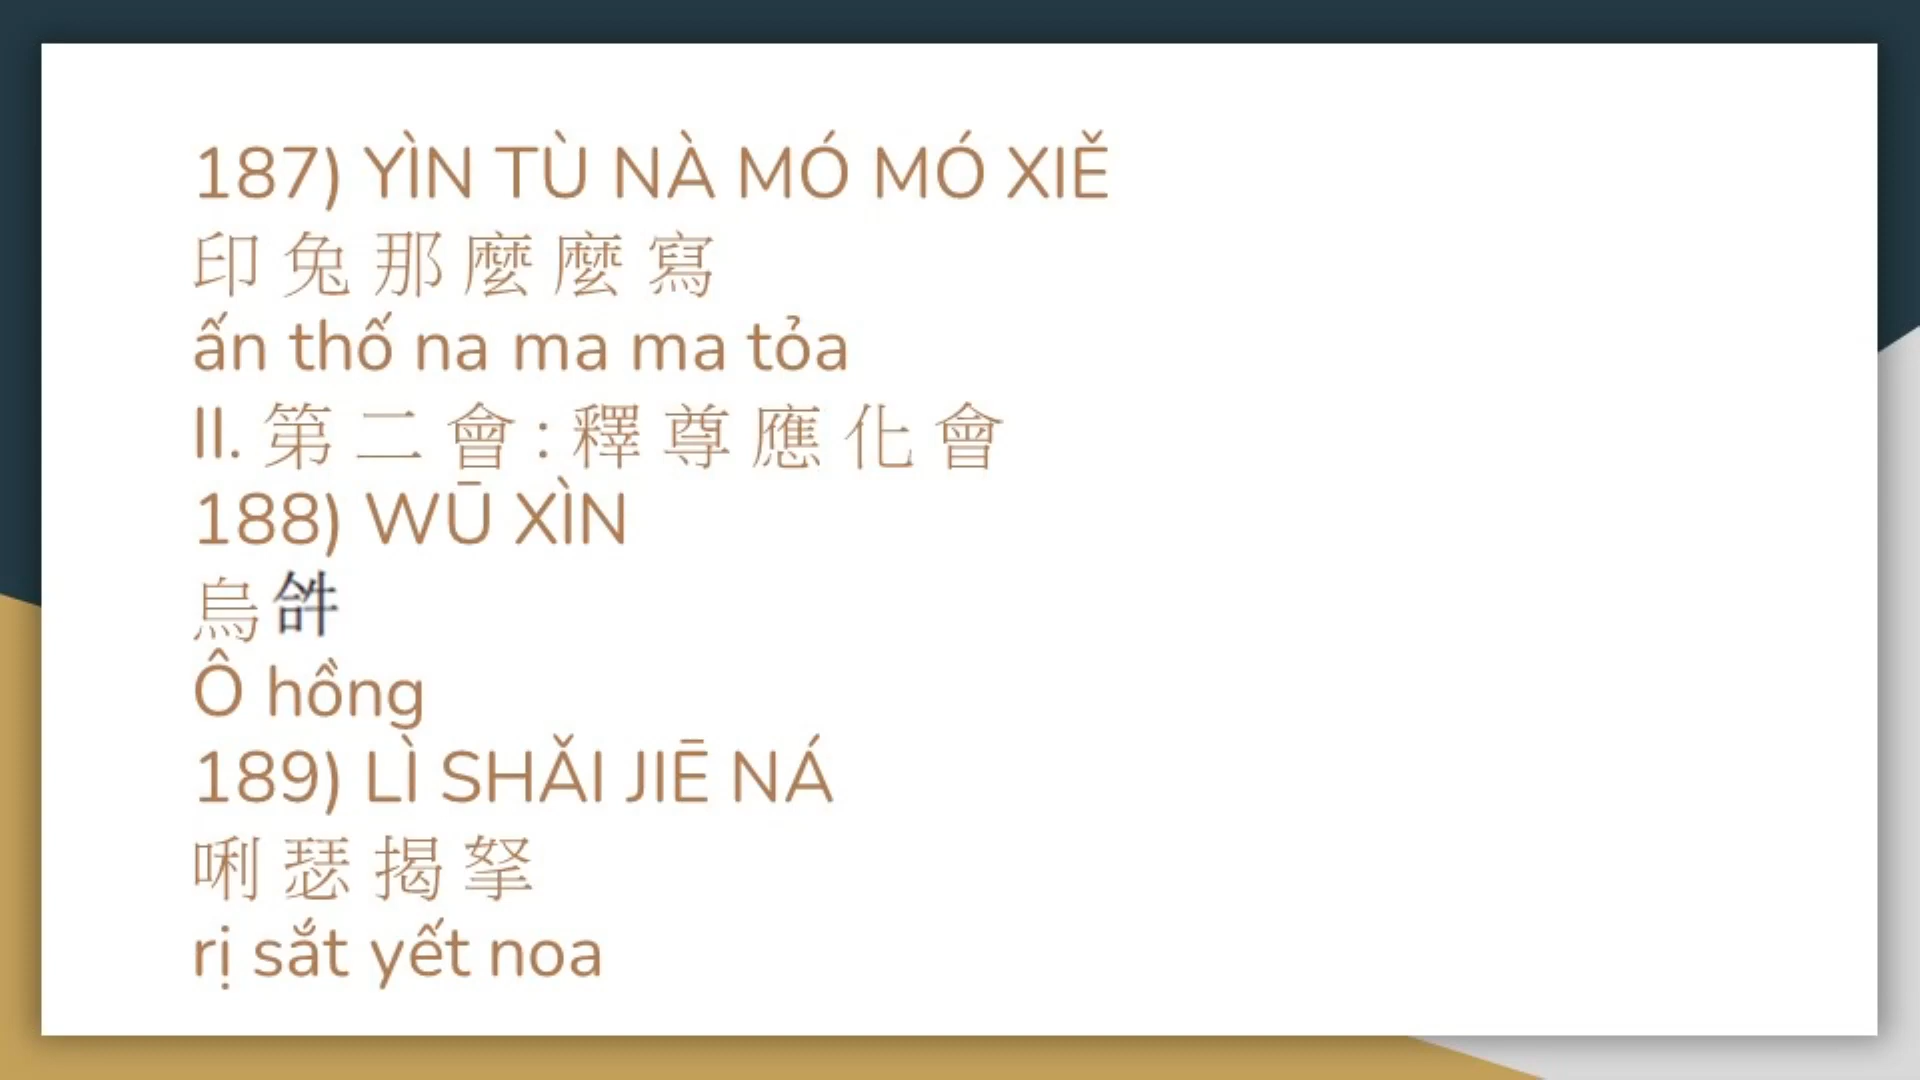 187) YÌN TÙ NÀ MÓ MÓ XIĚ
印 兔 那 麼 麼 寫
ấn thố na ma ma tỏa
II. 第 二 會 : 釋 尊 應 化 會
188) WŪ XÌN
烏 𤙖
Ô hồng
189) LÌ SHǍI JIĒ NÁ
唎 瑟 揭 拏
rị sắt yết noa